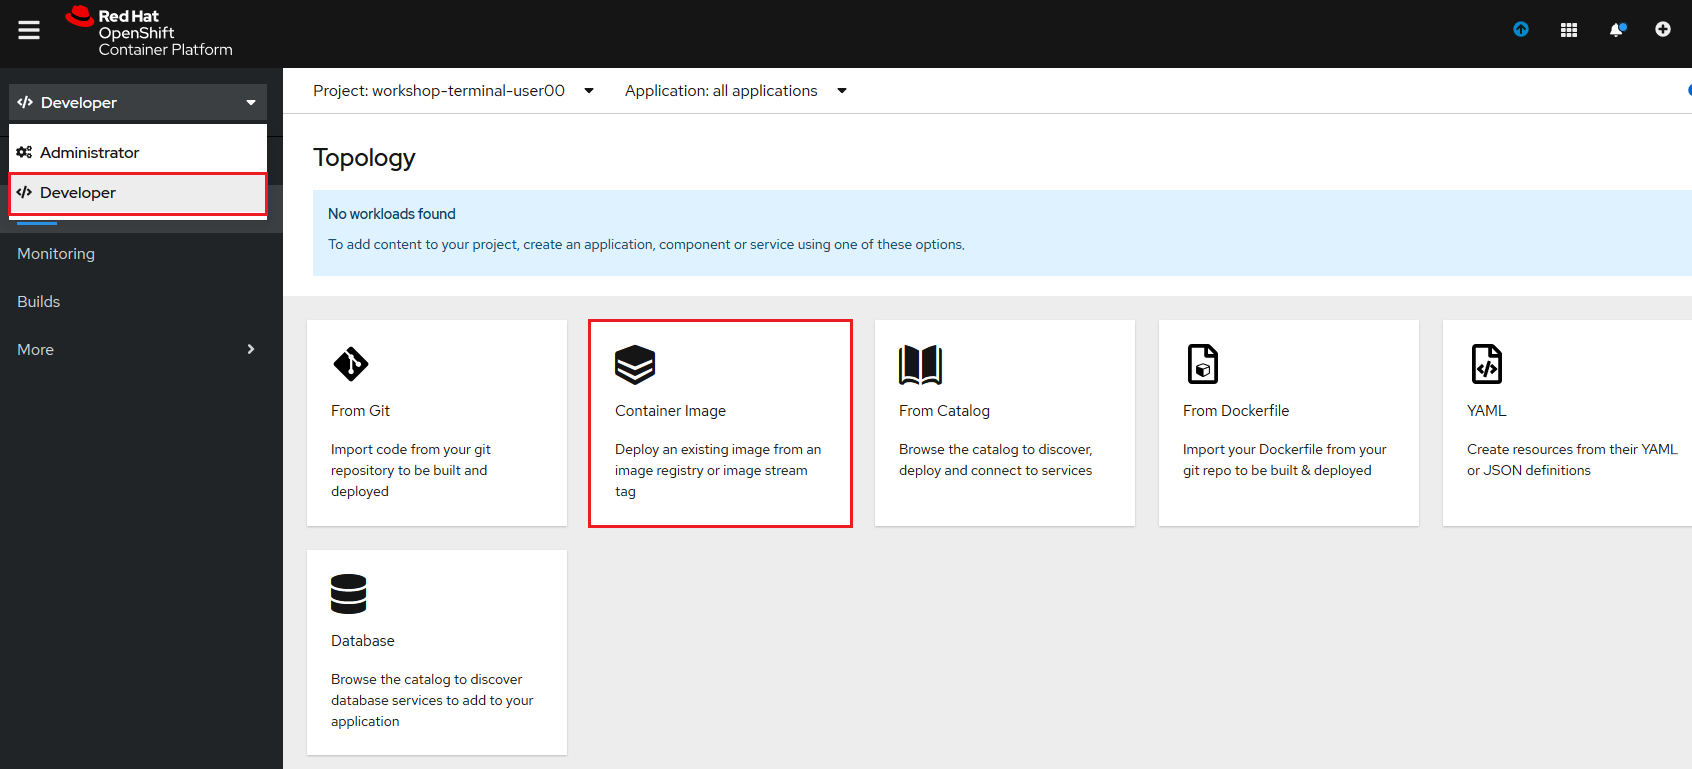 Red Hat
OpenShift
Container Platform
Developer
Administrator
Developer
Monitoring
Builds
More
Project: workshop-terminal-user00
Application: all applications
Topology
No workloads found
To add content to your project, create an application, component or service using one of these options.
From Git
Import code from your git
repository to be built and
deployed
Container Image
Deploy an existing image from an
image registry or image stream
tag
From Catalog
Browse the catalog to discover,
deploy and connect to services
From Dockerfile
Import your Dockerfile from your
git repo to be built & deployed
YAML
Create resources from their YAML
or JSON definitions
Database
Browse the catalog to discover
database services to add to your
application